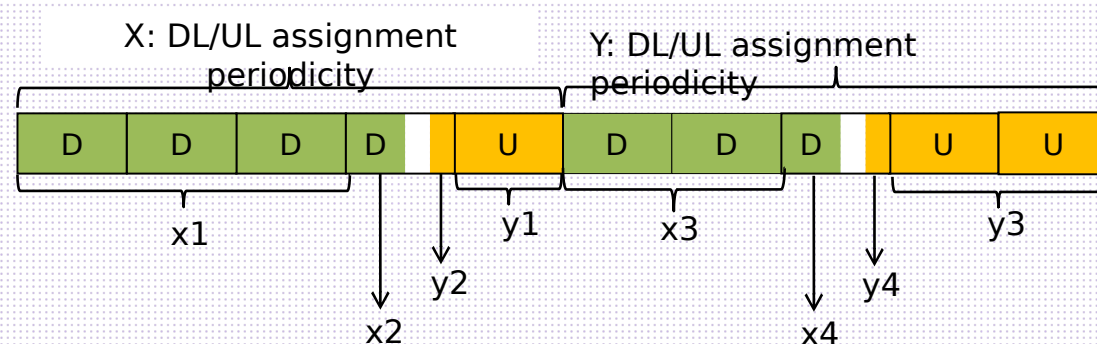 X: DL/UL assignment
periodicity
Y: DL/UL assignment
periodicity
D D D D U D D D U U
x1 y1 x3 y3
y2 y4
x2 x4